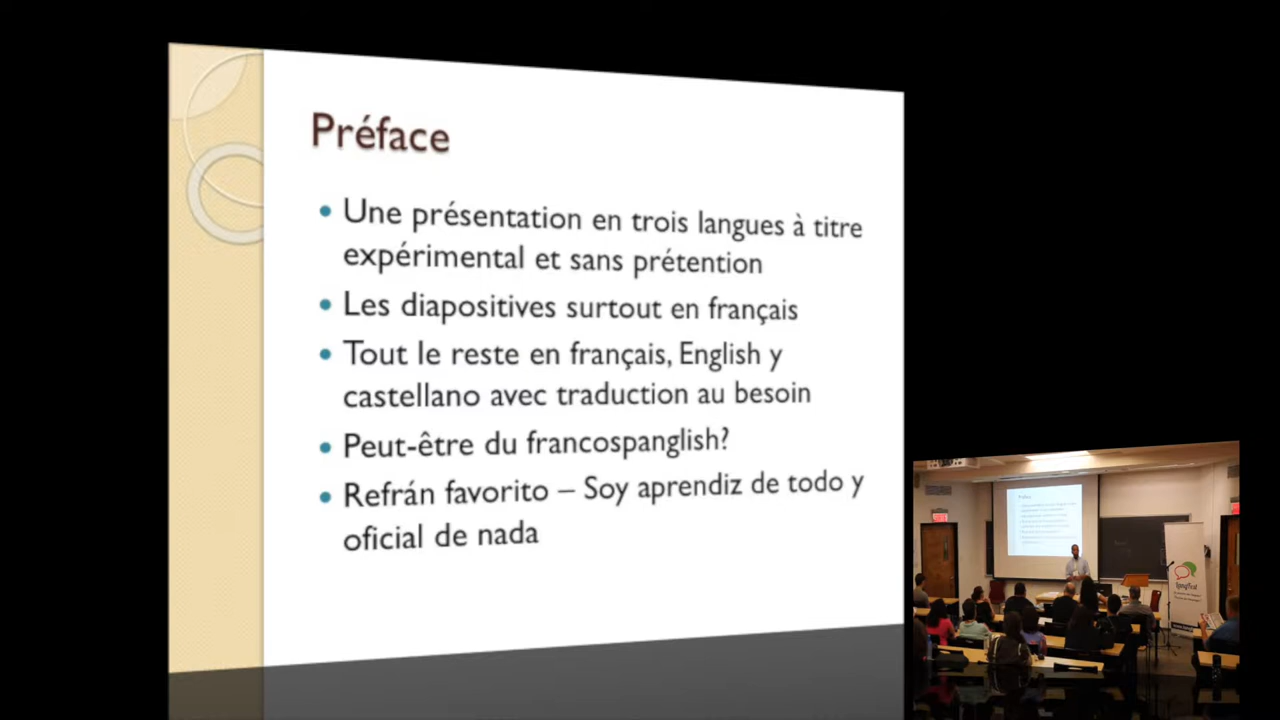 Préface
Une présentation en trois langues à titre
expérimental et sans prétention
Les diapositives surtout en français
Tout le reste en français, English y
castellano avec traduction au besoin
Peut-être du francospanglish?
Refrán favorito – Soy aprendiz de todo y
oficial de nada
Préface
LangFest